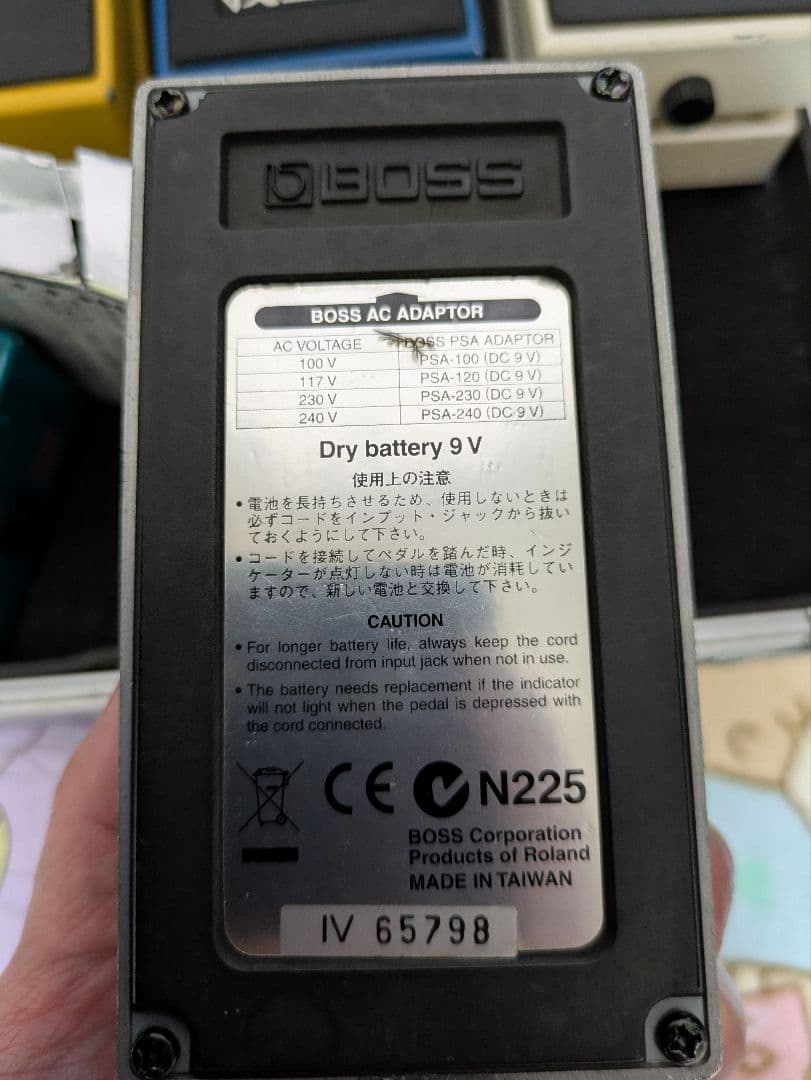 BOSS
BOSS AC ADAPTOR
AC VOLTAGE BOSS PSA ADAPTOR
100 V PSA-100 (DC 9 V)
117 V PSA-120 (DC 9 V)
230 V PSA-230 (DC 9 V)
240 V PSA-240 (DC 9 V)
Dry battery 9 V
使用上の注意
• 電池を長持ちさせるため、使用しないときは
必ずコードをインプット・ジャックから抜い
ておくようにして下さい。
• コードを接続してペダルを踏んだ時、インジ
ケーターが点灯しない時は電池が消耗してい
ますので、新しい電池と交換して下さい。
CAUTION
• For longer battery life, always keep the cord
disconnected from input jack when not in use.
• The battery needs replacement if the indicator
will not light when the pedal is depressed with
the cord connected.
CE N225
BOSS Corporation
Products of Roland
MADE IN TAIWAN
IV 65798